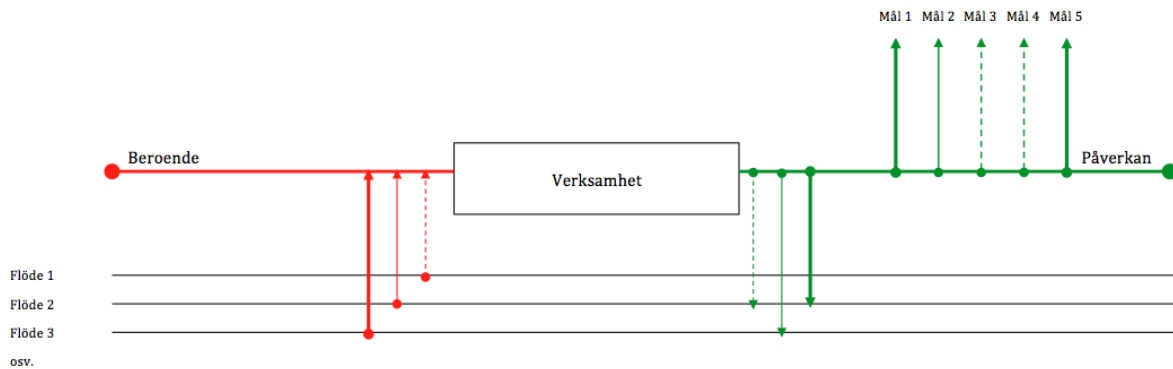 Mål 1 Mål 2 Mål 3 Mål 4 Mål 5
Beroende
Påverkan
Verksamhet
Flöde 1
Flöde 2
Flöde 3
osv.